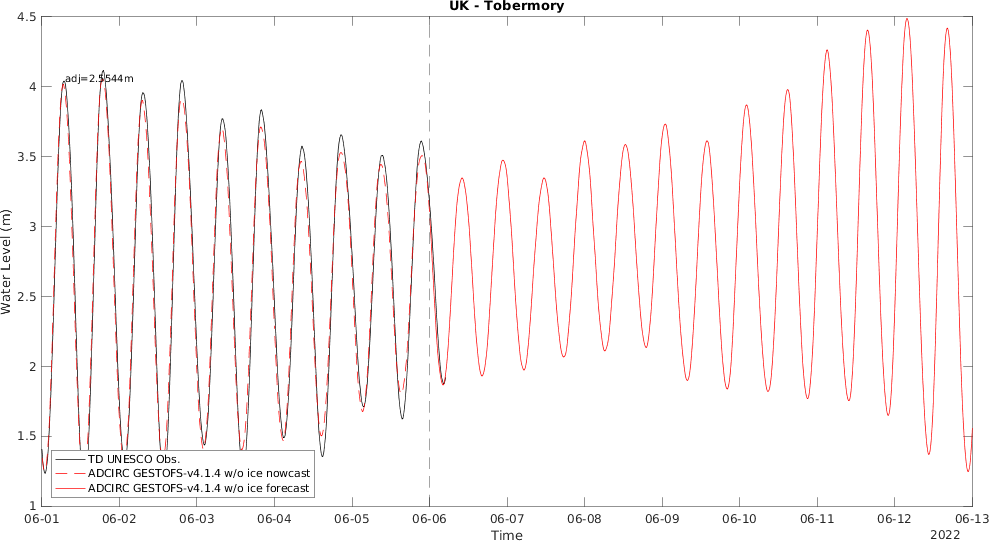 UK - Tobermory
4.5
4
3.5
3
2.5
2
1.5
1
Water Level (m)
adj=2.5544m
TD UNESCO Obs.
ADCIRC GESTOFS-v4.1.4 w/o ice nowcast
ADCIRC GESTOFS-v4.1.4 w/o ice forecast
06-01 06-02 06-03 06-04 06-05 06-06 06-07 06-08 06-09 06-10 06-11 06-12 06-13
Time
2022